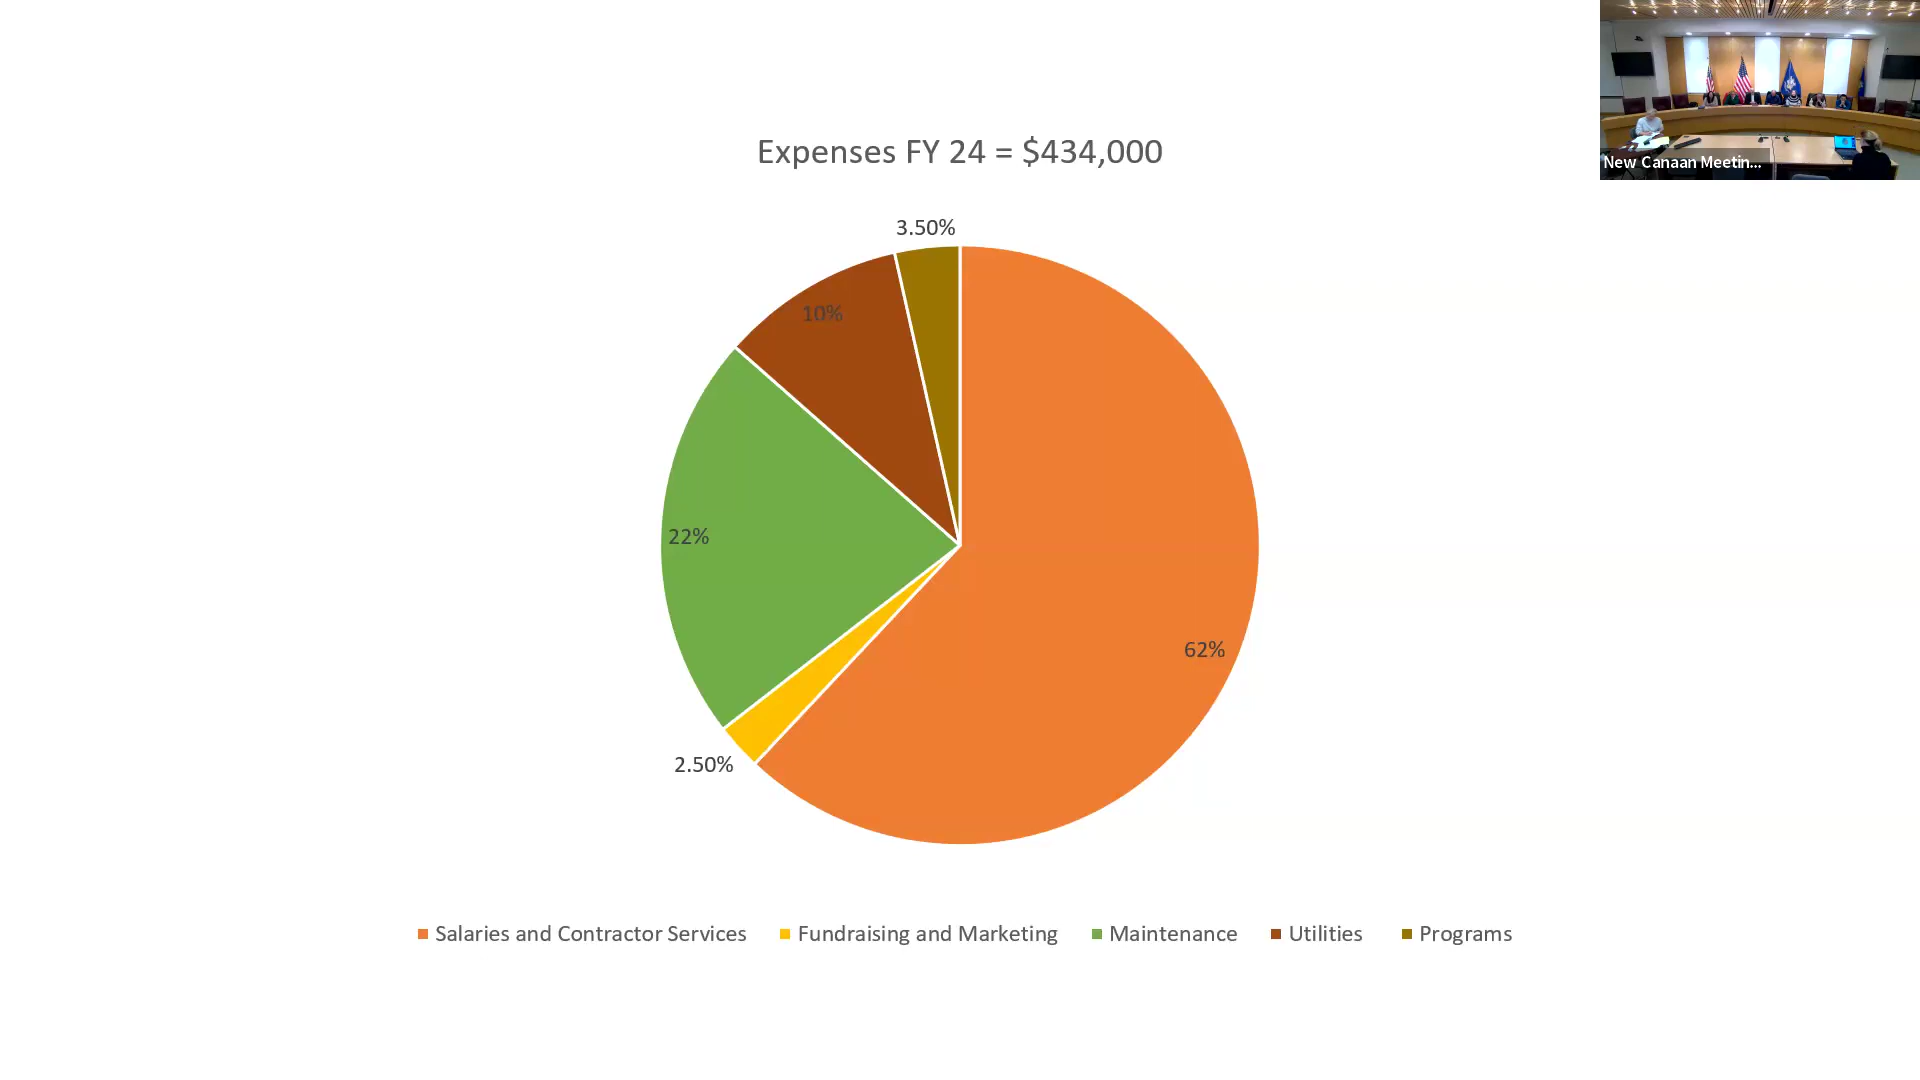 Expenses FY 24 = $434,000
3.50%
10%
22%
62%
2.50%
Salaries and Contractor Services Fundraising and Marketing Maintenance Utilities Programs
New Canaan Meetin...